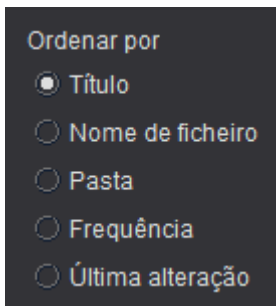 Ordenar por
Título
Nome de ficheiro
Pasta
Frequência
Última alteração